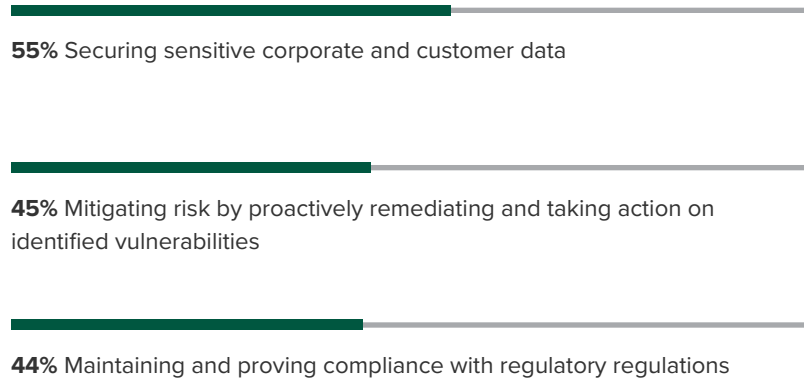 55% Securing sensitive corporate and customer data
45% Mitigating risk by proactively remediating and taking action on
identified vulnerabilities
44% Maintaining and proving compliance with regulatory regulations